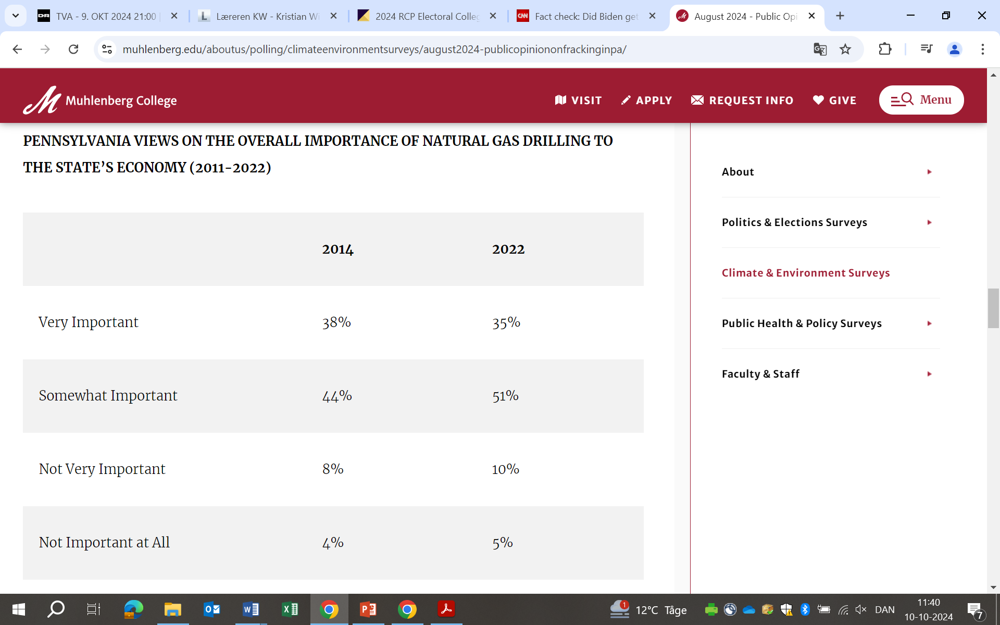 TVA - 9. OKT 2024 21:00
Læreren KW - Kristian Wi
2024 RCP Electoral Colleg
CNN
Fact check: Did Biden get
August 2024 - Public Opi
muhlenberg.edu/aboutus/polling/climateenvironmentsurveys/august2024-publicopiniononfrackinginpa/
Muhlenberg College
VISIT
APPLY
REQUEST INFO
GIVE
Menu
PENNSYLVANIA VIEWS ON THE OVERALL IMPORTANCE OF NATURAL GAS DRILLING TO
THE STATE’S ECONOMY (2011-2022)
2014 2022
Very Important 38% 35%
Somewhat Important 44% 51%
Not Very Important 8% 10%
Not Important at All 4% 5%
About
Politics & Elections Surveys
Climate & Environment Surveys
Public Health & Policy Surveys
Faculty & Staff
1
12°C Tåge
DAN
11:40
10-10-2024
7